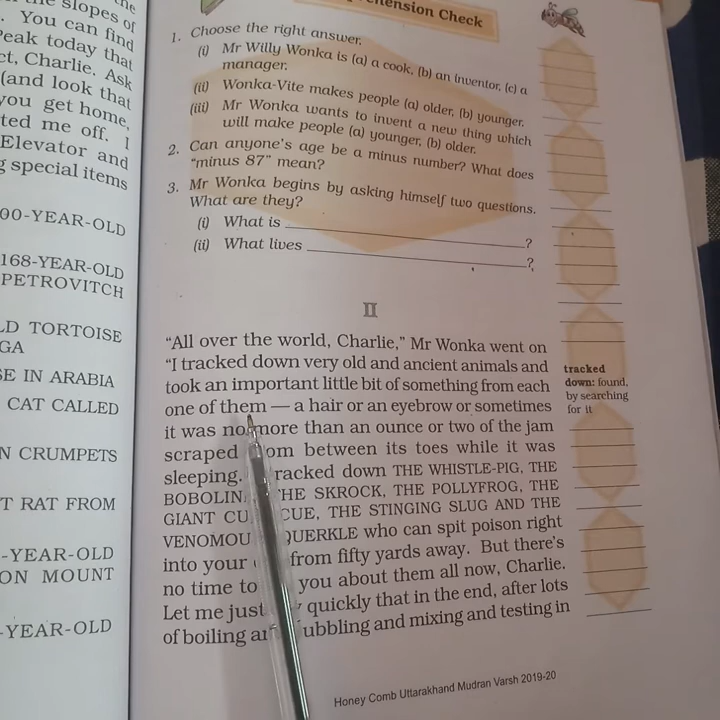 the
the slopes of
. You can find
Peak today that
ct, Charlie. Ask
(and look that
you get home,
ted me off. I
Elevator and
g special items
00-YEAR-OLD
168-YEAR-OLD
PETROVITCH
LD TORTOISE
GA
SE IN ARABIA
CAT CALLED
N CRUMPETS
T RAT FROM
-YEAR-OLD
ON MOUNT
-YEAR-OLD
hension Check
1. Choose the right answer.
(i) Mr Willy Wonka is (a) a cook, (b) an inventor, (c) a
manager.
(ii) Wonka-Vite makes people (a) older, (b) younger.
(iii) Mr Wonka wants to invent a new thing which
will make people (a) younger, (b) older.
2. Can anyone's age be a minus number? What does
"minus 87" mean?
3. Mr Wonka begins by asking himself two questions.
What are they?
(i) What is ?
(ii) What lives ?
II
"All over the world, Charlie," Mr Wonka went on
"I tracked down very old and ancient animals and
took an important little bit of something from each
one of them — a hair or an eyebrow or sometimes
it was no more than an ounce or two of the jam
scraped om between its toes while it was
sleeping. racked down THE WHISTLE-PIG, THE
BOBOLIN HE SKROCK, THE POLLYFROG, THE
GIANT CU CUE, THE STINGING SLUG AND THE
VENOMOU QUERKLE who can spit poison right
into your from fifty yards away. But there's
no time to you about them all now, Charlie.
Let me just quickly that in the end, after lots
of boiling an ubbling and mixing and testing in
tracked
down: found,
by searching
for it
Honey Comb Uttarakhand Mudran Varsh 2019-20